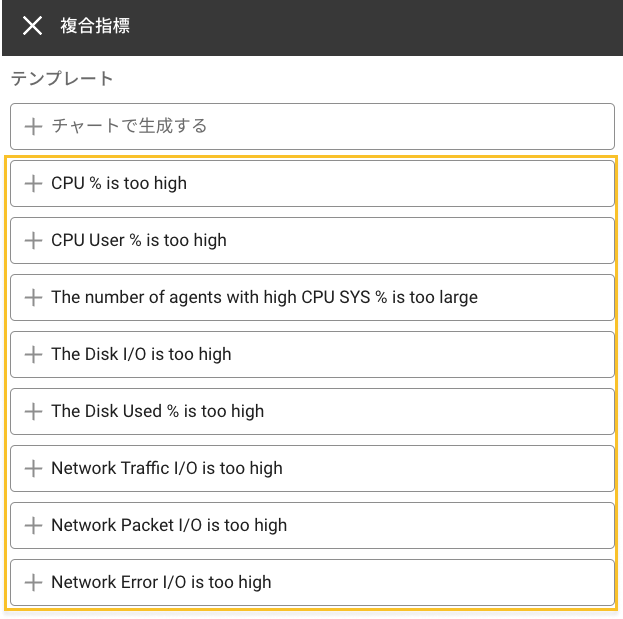 複合指標
テンプレート
チャートで生成する
CPU % is too high
CPU User % is too high
The number of agents with high CPU SYS % is too large
The Disk I/O is too high
The Disk Used % is too high
Network Traffic I/O is too high
Network Packet I/O is too high
Network Error I/O is too high